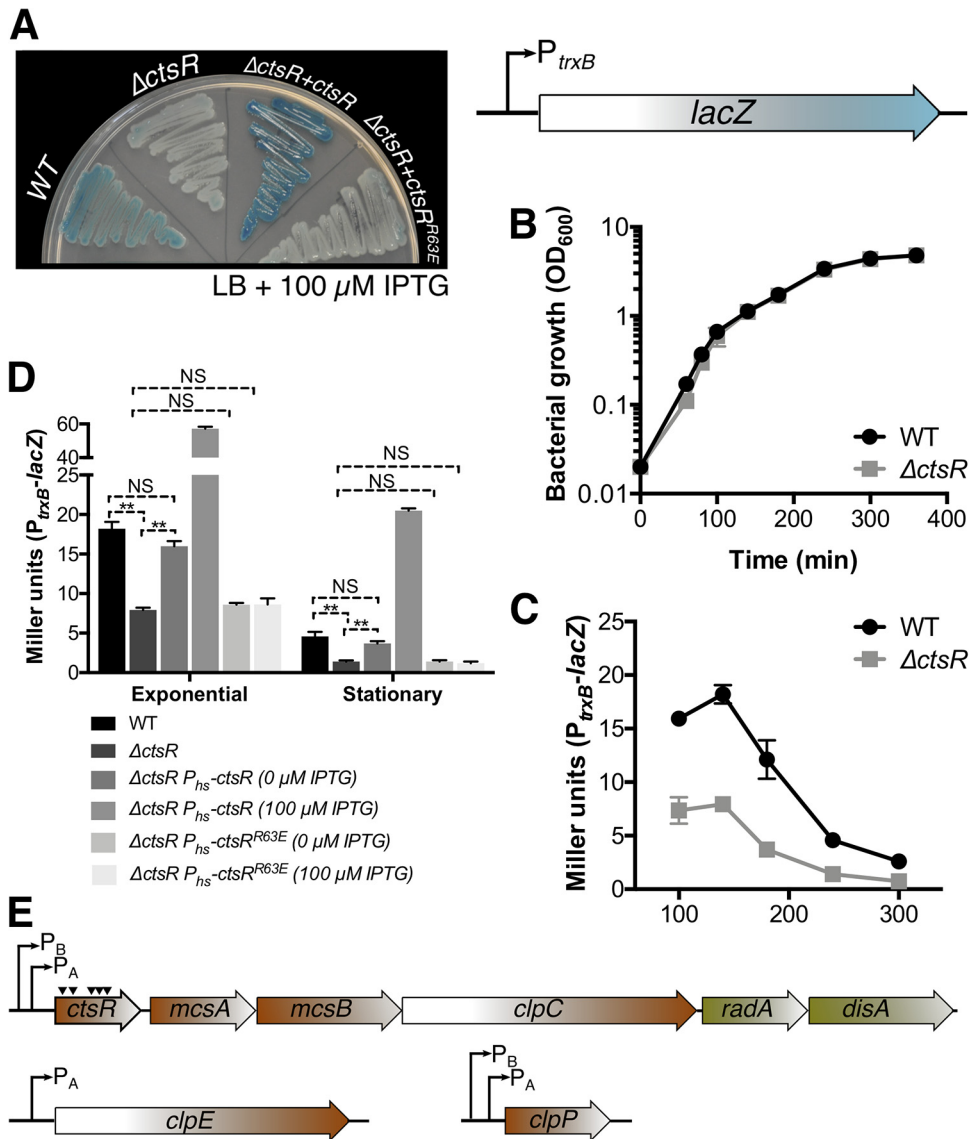 A
WT
ΔctsR
ΔctsR+ctsR
ΔctsR+ctsR^R63E
LB + 100 μM IPTG
P_trxB
lacZ
B
Bacterial growth (OD600)
10
1
0.1
0.01
0
100
200
300
400
Time (min)
WT
ΔctsR
C
Miller units (P_trxB-lacZ)
25
20
15
10
5
0
100
200
300
WT
ΔctsR
D
Miller units (P_trxB-lacZ)
60
40
25
20
15
10
5
0
NS
NS
NS
**
**
NS
NS
NS
**
**
Exponential
Stationary
WT
ΔctsR
ΔctsR P_hs-ctsR (0 μM IPTG)
ΔctsR P_hs-ctsR (100 μM IPTG)
ΔctsR P_hs-ctsR^R63E (0 μM IPTG)
ΔctsR P_hs-ctsR^R63E (100 μM IPTG)
E
P_B
P_A
ctsR mcsA mcsB clpC radA disA
P_A
clpE
P_B
P_A
clpP